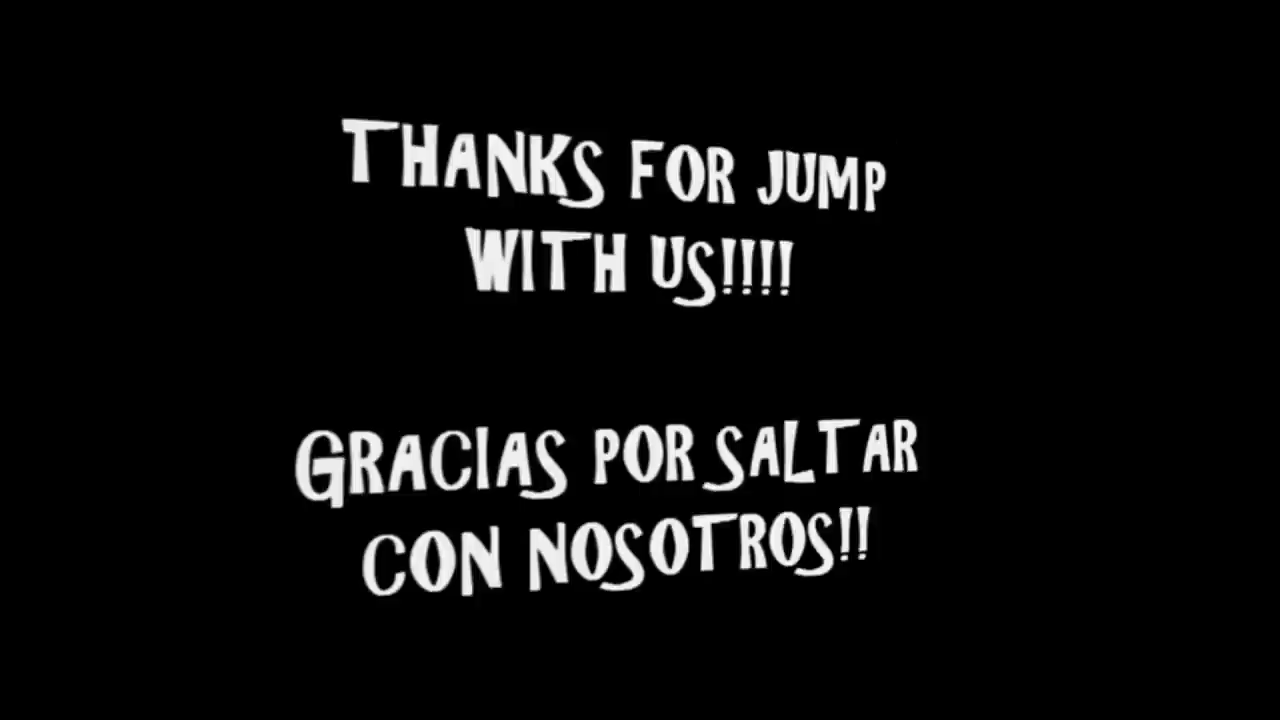 THANKS FOR JUMP
WITH US!!!!
GRACIAS POR SALTAR
CON NOSOTROS!!